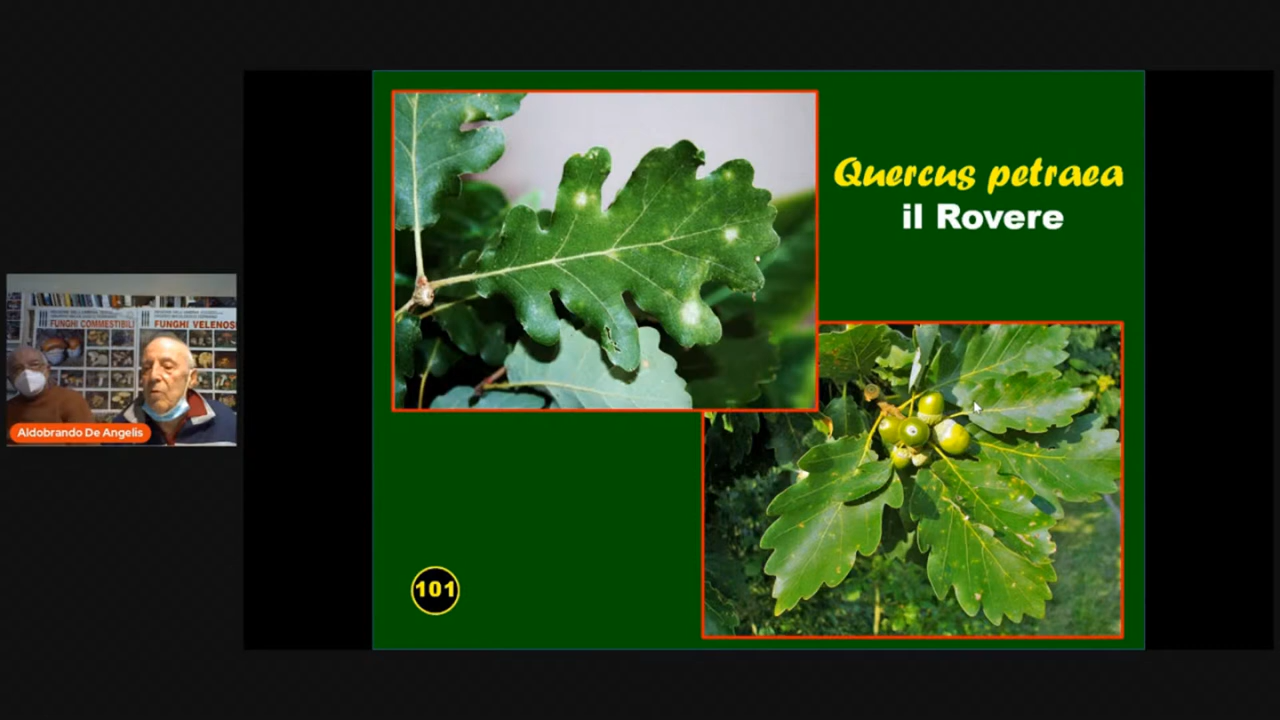 Quercus petraea
il Rovere
101
FUNGHI COMMESTIBILI
FUNGHI VELENOS
Aldobrando De Angelis